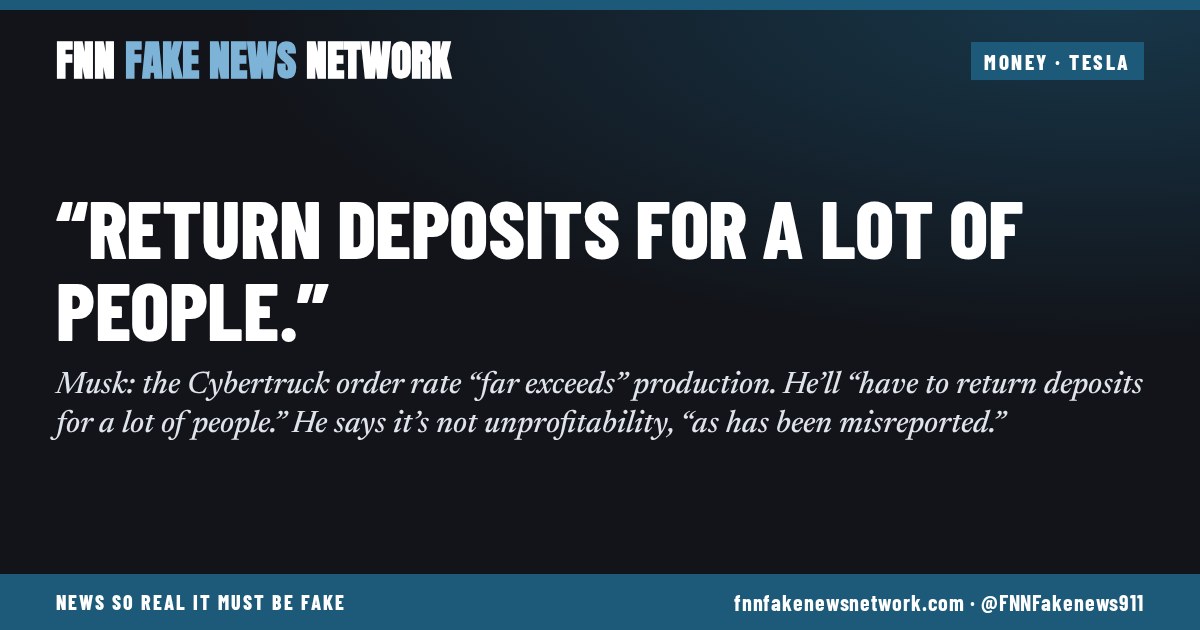 FNN FAKE NEWS NETWORK
MONEY · TESLA
“RETURN DEPOSITS FOR A LOT OF
PEOPLE.”
Musk: the Cybertruck order rate “far exceeds” production. He’ll “have to return deposits
for a lot of people.” He says it’s not unprofitability, “as has been misreported.”
NEWS SO REAL IT MUST BE FAKE
fnnfakenewsnetwork.com · @FNNFakenews911